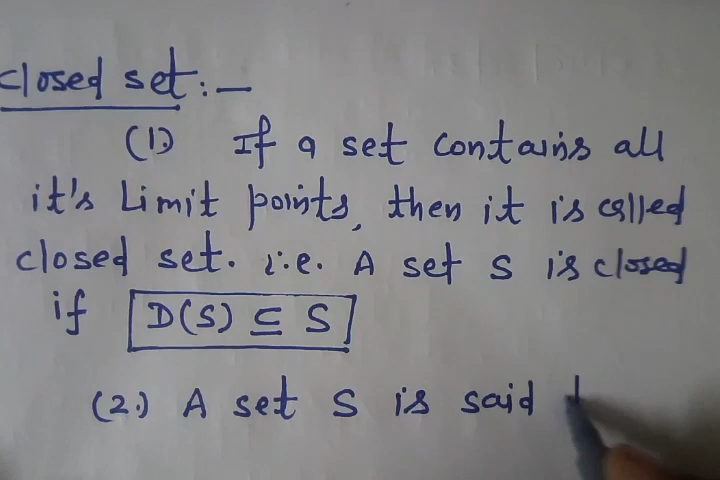 closed set:-
(1.) If a set contains all
it's Limit points, then it is called
closed set. i.e. A set S is closed
if D(S) ⊆ S
(2.) A set S is said